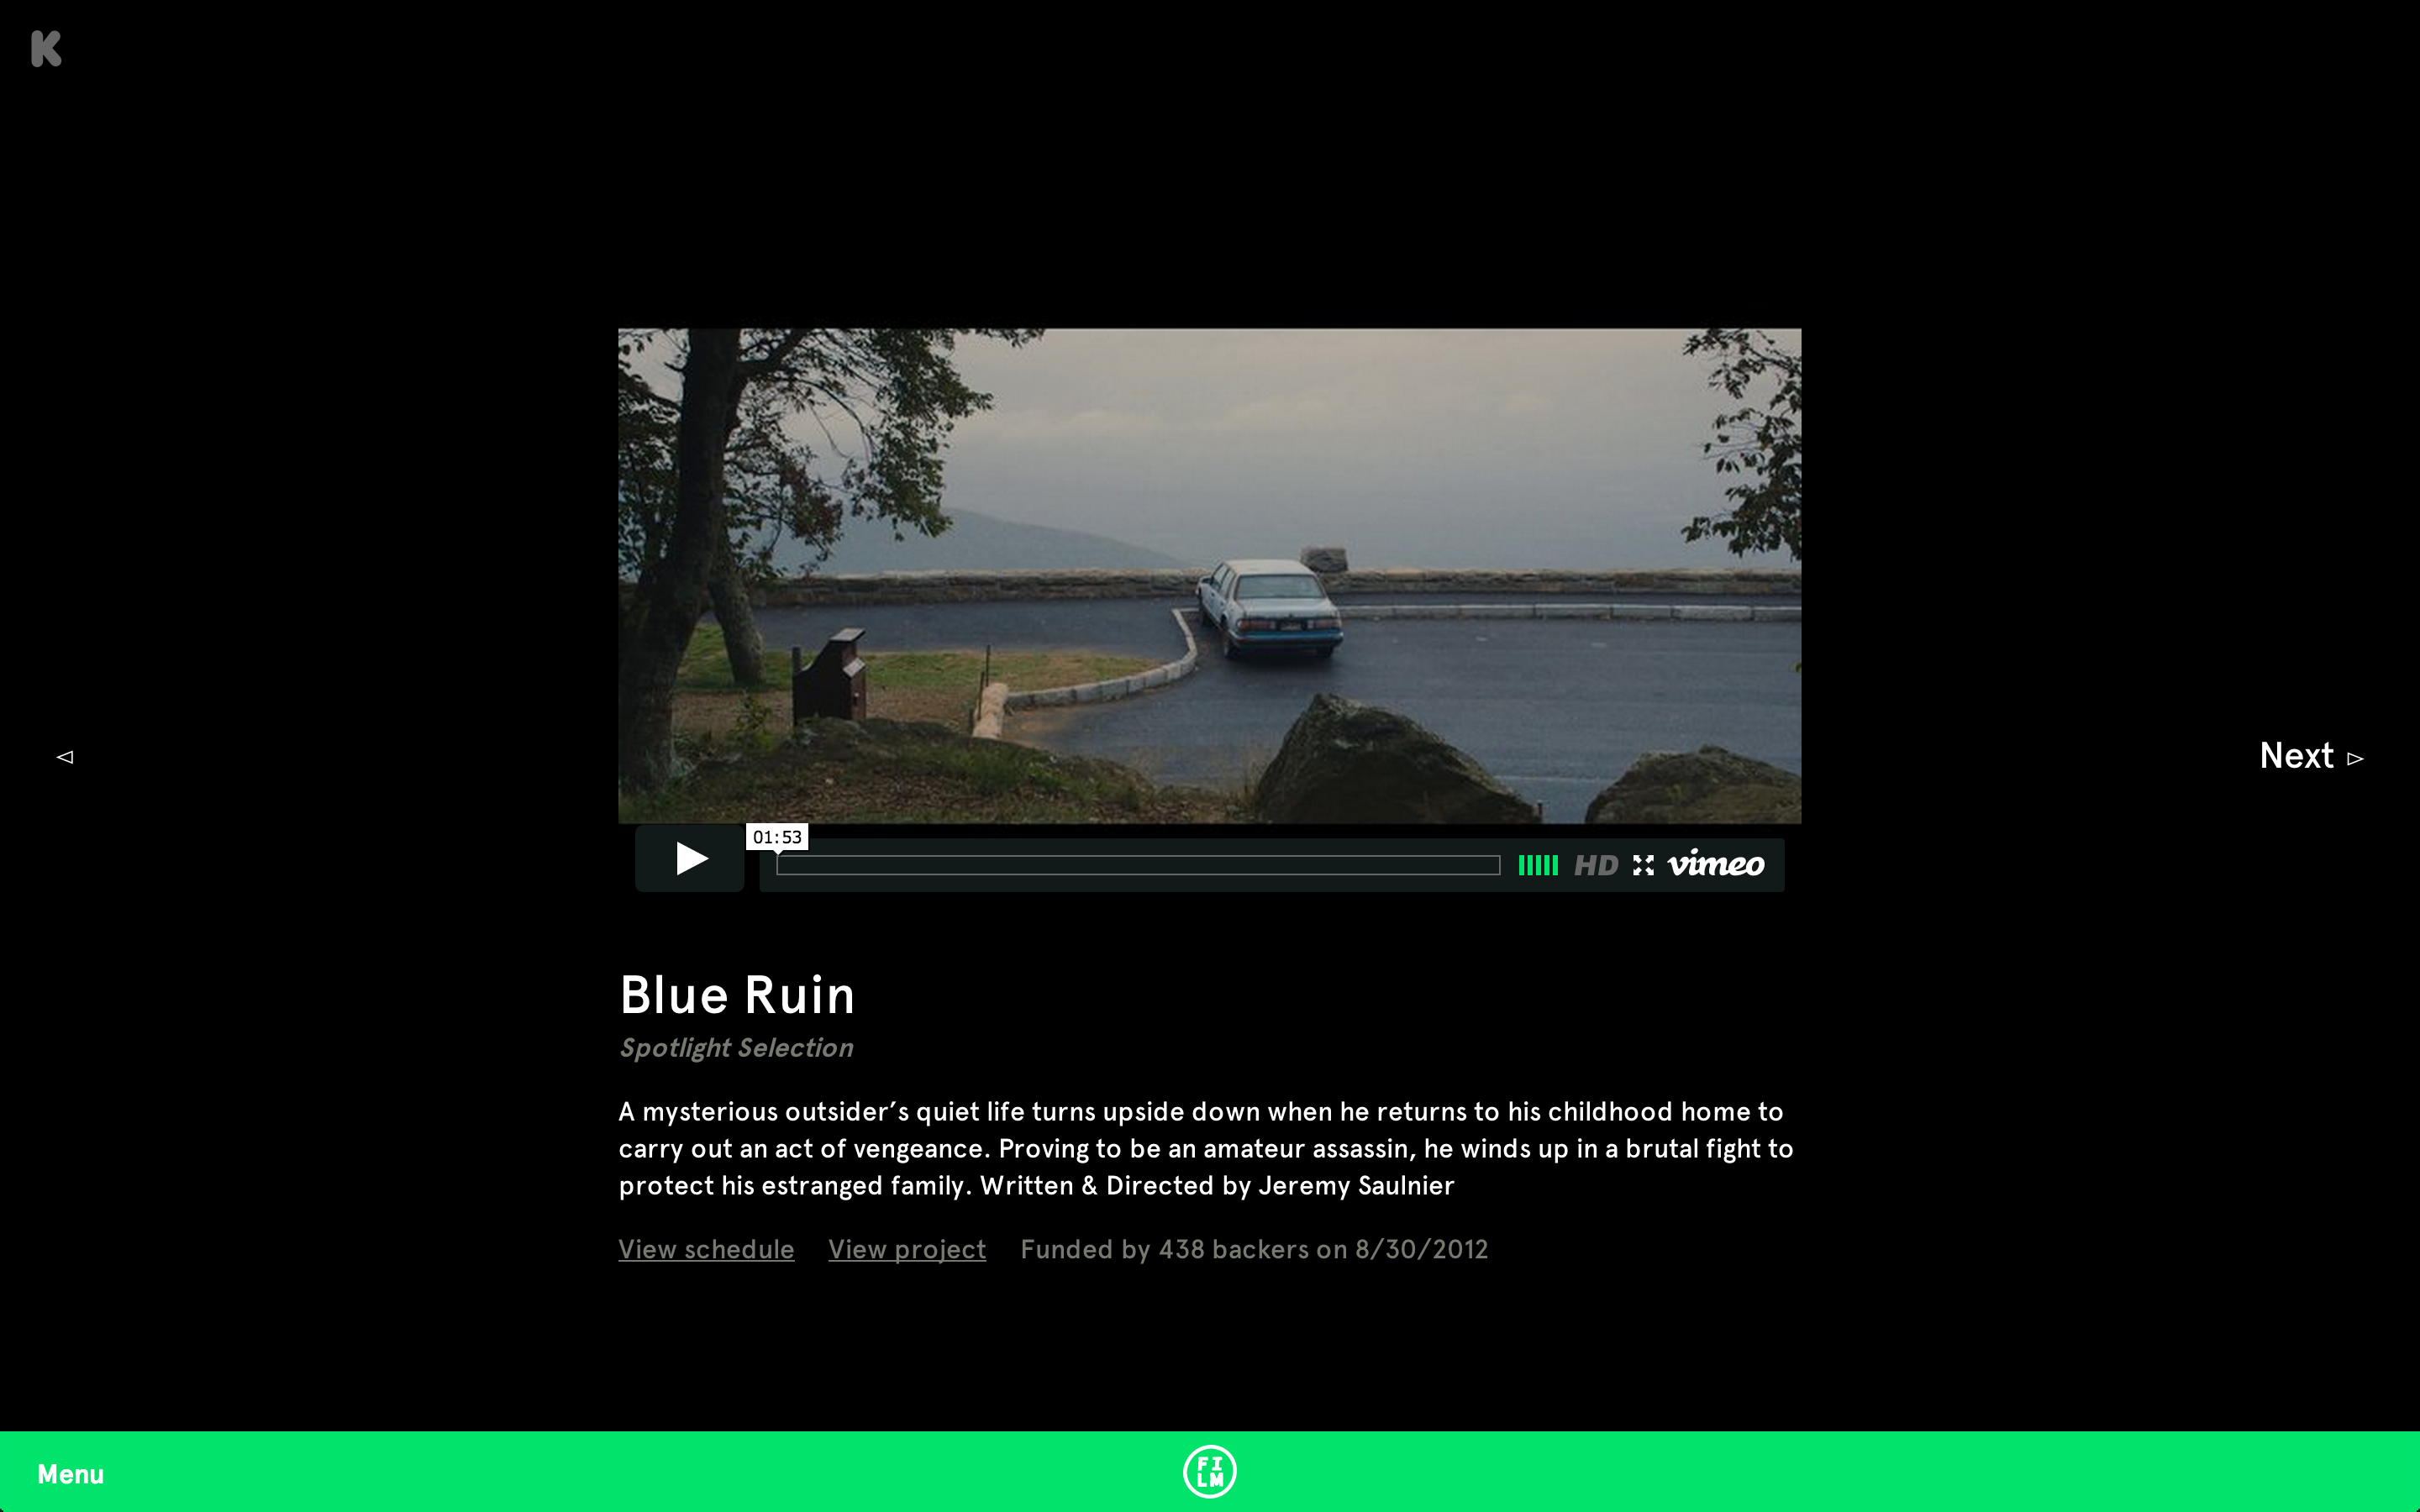 K
◅
Next ▻
01:53
HD vimeo
Blue Ruin
Spotlight Selection
A mysterious outsider’s quiet life turns upside down when he returns to his childhood home to
carry out an act of vengeance. Proving to be an amateur assassin, he winds up in a brutal fight to
protect his estranged family. Written & Directed by Jeremy Saulnier
View schedule View project Funded by 438 backers on 8/30/2012
Menu
FI
LM